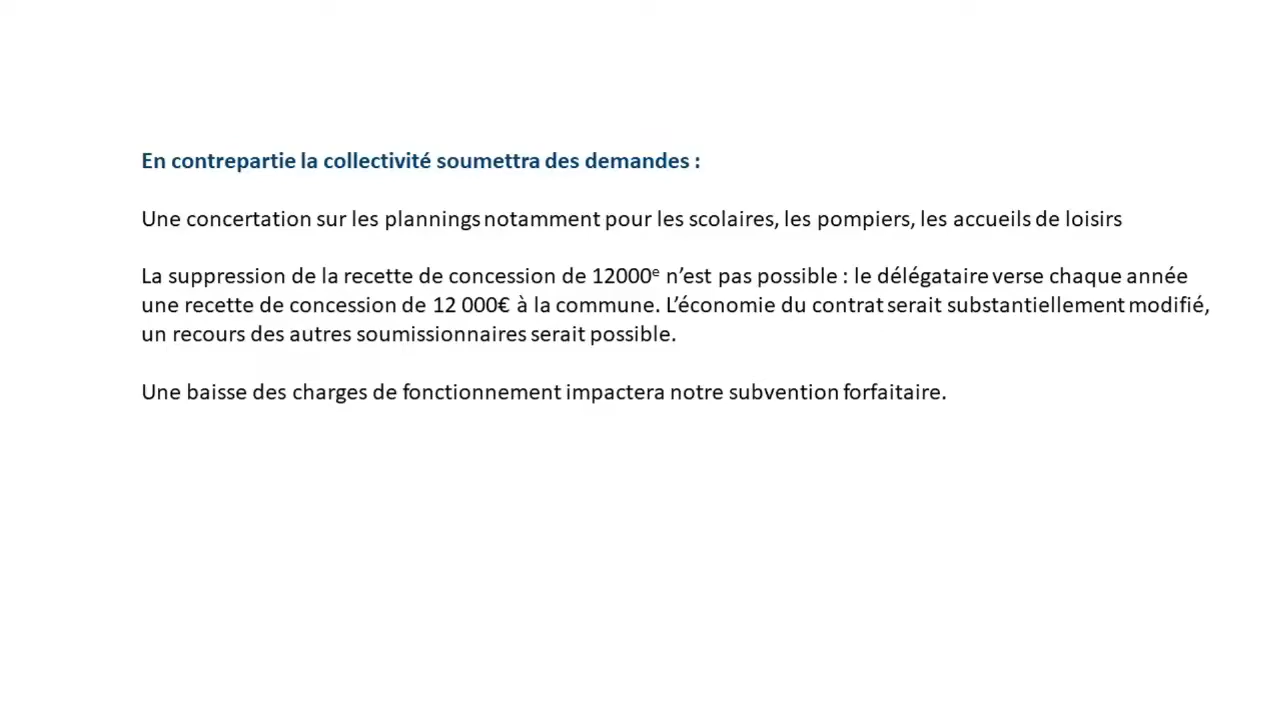 En contrepartie la collectivité soumettra des demandes :
Une concertation sur les plannings notamment pour les scolaires, les pompiers, les accueils de loisirs
La suppression de la recette de concession de 12000ᵉ n’est pas possible : le délégataire verse chaque année
une recette de concession de 12 000€ à la commune. L’économie du contrat serait substantiellement modifié,
un recours des autres soumissionnaires serait possible.
Une baisse des charges de fonctionnement impactera notre subvention forfaitaire.